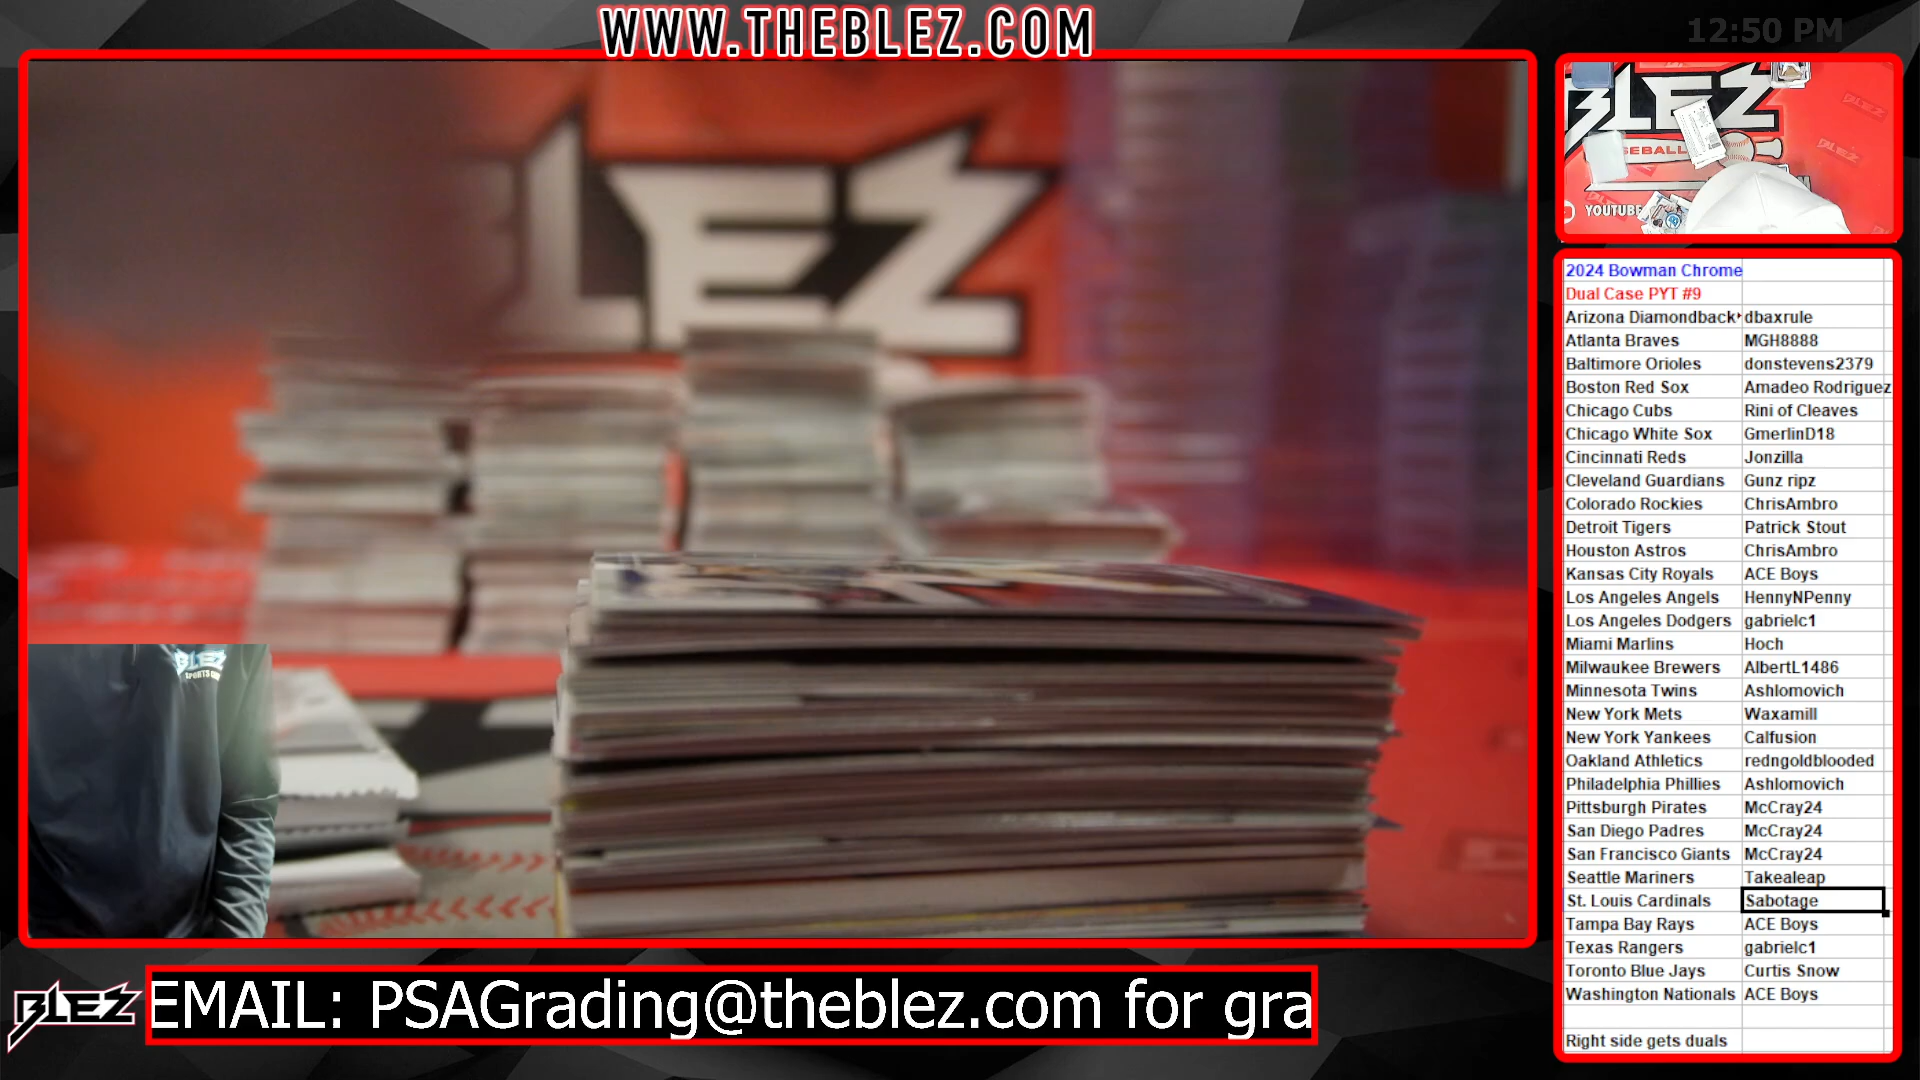 WWW.THEBLEZ.COM
12:50 PM
LEZ
BLEZ
SEBALL
BLEZ
YOUTUBE
2024 Bowman Chrome
Dual Case PYT #9
Arizona Diamondback dbaxrule
Atlanta Braves MGH8888
Baltimore Orioles donstevens2379
Boston Red Sox Amadeo Rodriguez
Chicago Cubs Rini of Cleaves
Chicago White Sox GmerlinD18
Cincinnati Reds Jonzilla
Cleveland Guardians Gunz ripz
Colorado Rockies ChrisAmbro
Detroit Tigers Patrick Stout
Houston Astros ChrisAmbro
Kansas City Royals ACE Boys
Los Angeles Angels HennyNPenny
Los Angeles Dodgers gabrielc1
Miami Marlins Hoch
Milwaukee Brewers AlbertL1486
Minnesota Twins Ashlomovich
New York Mets Waxamill
New York Yankees Calfusion
Oakland Athletics redngoldblooded
Philadelphia Phillies Ashlomovich
Pittsburgh Pirates McCray24
San Diego Padres McCray24
San Francisco Giants McCray24
Seattle Mariners Takealeap
St. Louis Cardinals Sabotage
Tampa Bay Rays ACE Boys
Texas Rangers gabrielc1
Toronto Blue Jays Curtis Snow
Washington Nationals ACE Boys
Right side gets duals
BLEZ
SPORTS
BLEZ
EMAIL: PSAGrading@theblez.com for gra